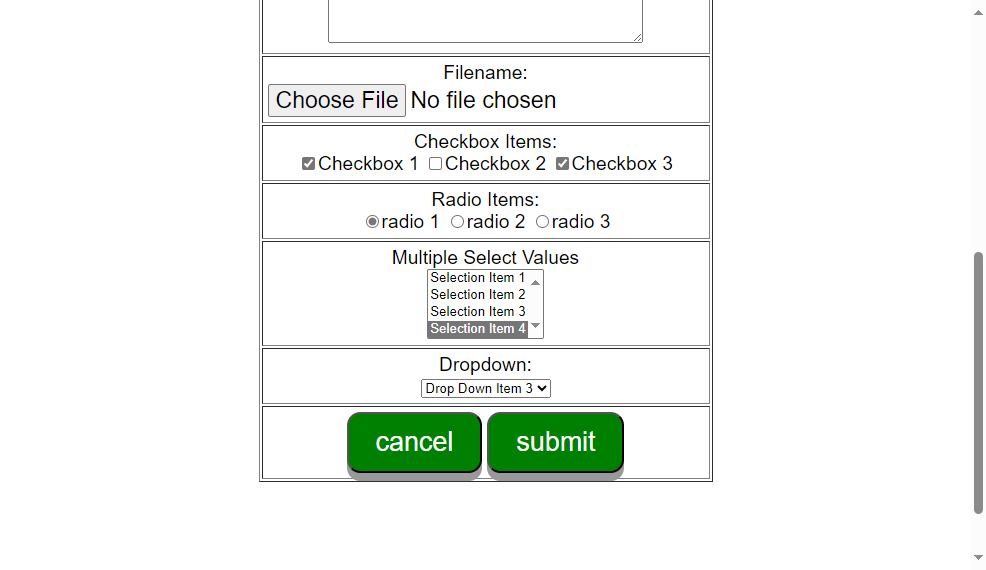 Filename:
Choose File No file chosen
Checkbox Items:
Checkbox 1 Checkbox 2 Checkbox 3
Radio Items:
radio 1 radio 2 radio 3
Multiple Select Values
Selection Item 1
Selection Item 2
Selection Item 3
Selection Item 4
Dropdown:
Drop Down Item 3
cancel submit